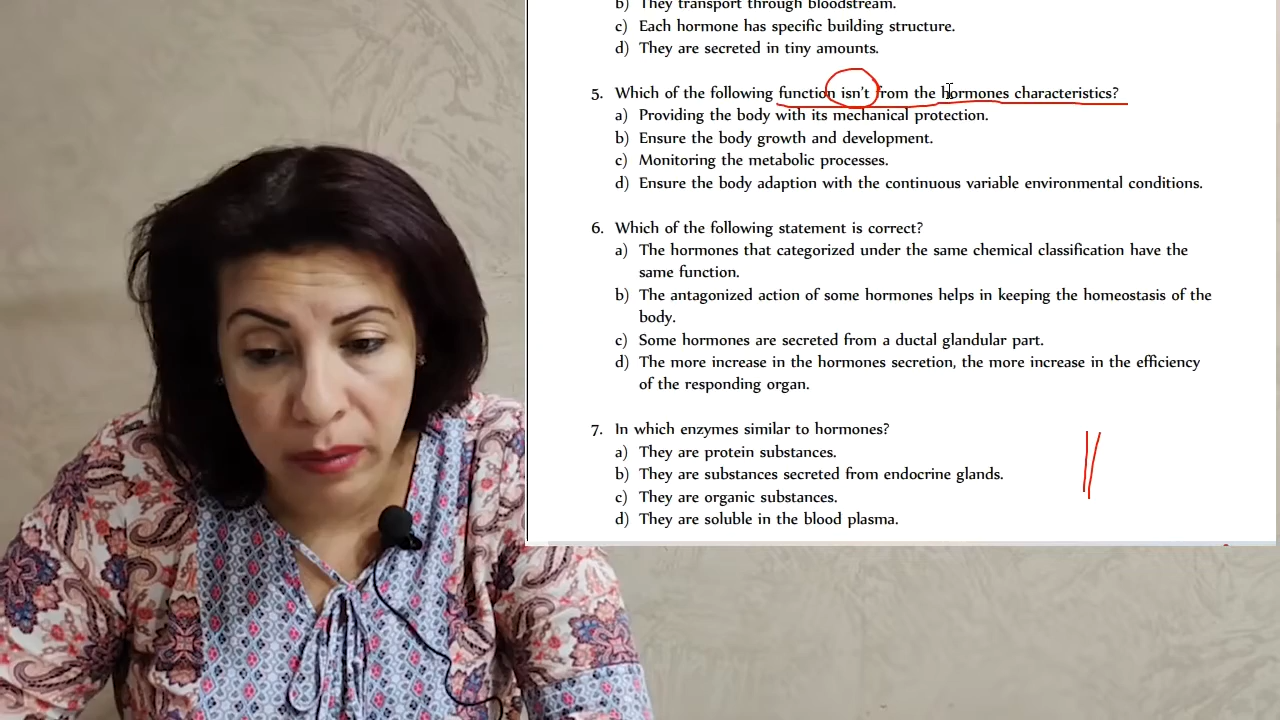 b) They transport through bloodstream.
c) Each hormone has specific building structure.
d) They are secreted in tiny amounts.
5. Which of the following function isn't from the hormones characteristics?
a) Providing the body with its mechanical protection.
b) Ensure the body growth and development.
c) Monitoring the metabolic processes.
d) Ensure the body adaption with the continuous variable environmental conditions.
6. Which of the following statement is correct?
a) The hormones that categorized under the same chemical classification have the
same function.
b) The antagonized action of some hormones helps in keeping the homeostasis of the
body.
c) Some hormones are secreted from a ductal glandular part.
d) The more increase in the hormones secretion, the more increase in the efficiency
of the responding organ.
7. In which enzymes similar to hormones?
a) They are protein substances.
b) They are substances secreted from endocrine glands.
c) They are organic substances.
d) They are soluble in the blood plasma.